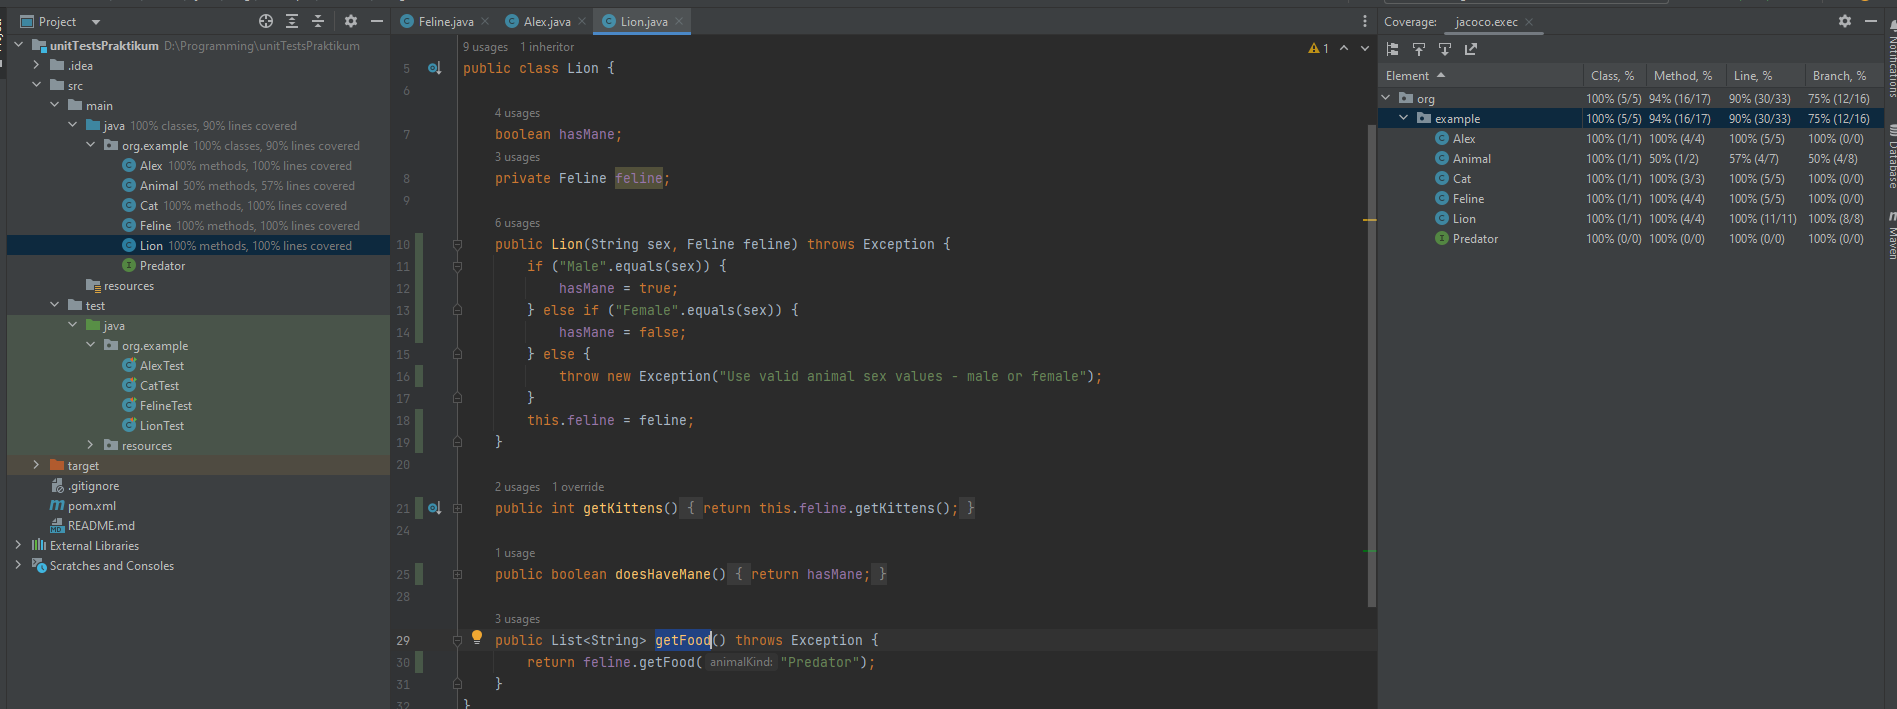 Project
unitTestsPraktikum D:\Programming\unitTestsPraktikum
.idea
src
main
java 100% classes, 90% lines covered
org.example 100% classes, 90% lines covered
Alex 100% methods, 100% lines covered
Animal 50% methods, 57% lines covered
Cat 100% methods, 100% lines covered
Feline 100% methods, 100% lines covered
Lion 100% methods, 100% lines covered
Predator
resources
test
java
org.example
AlexTest
CatTest
FelineTest
LionTest
resources
target
.gitignore
pom.xml
README.md
External Libraries
Scratches and Consoles
Feline.java Alex.java Lion.java
9 usages 1 inheritor
1
5 public class Lion {
6
4 usages
7 boolean hasMane;
3 usages
8 private Feline feline;
9
6 usages
10 public Lion(String sex, Feline feline) throws Exception {
11 if ("Male".equals(sex)) {
12 hasMane = true;
13 } else if ("Female".equals(sex)) {
14 hasMane = false;
15 } else {
16 throw new Exception("Use valid animal sex values - male or female");
17 }
18 this.feline = feline;
19 }
20
2 usages 1 override
21 public int getKittens() { return this.feline.getKittens(); }
24
1 usage
25 public boolean doesHaveMane() { return hasMane; }
28
3 usages
29 public List<String> getFood() throws Exception {
30 return feline.getFood( animalKind: "Predator");
31 }
32 }
Coverage: jacoco.exec
Element Class, % Method, % Line, % Branch, %
org 100% (5/5) 94% (16/17) 90% (30/33) 75% (12/16)
example 100% (5/5) 94% (16/17) 90% (30/33) 75% (12/16)
Alex 100% (1/1) 100% (4/4) 100% (5/5) 100% (0/0)
Animal 100% (1/1) 50% (1/2) 57% (4/7) 50% (4/8)
Cat 100% (1/1) 100% (3/3) 100% (5/5) 100% (0/0)
Feline 100% (1/1) 100% (4/4) 100% (5/5) 100% (0/0)
Lion 100% (1/1) 100% (4/4) 100% (11/11) 100% (8/8)
Predator 100% (0/0) 100% (0/0) 100% (0/0) 100% (0/0)
Notifications
Database
Maven